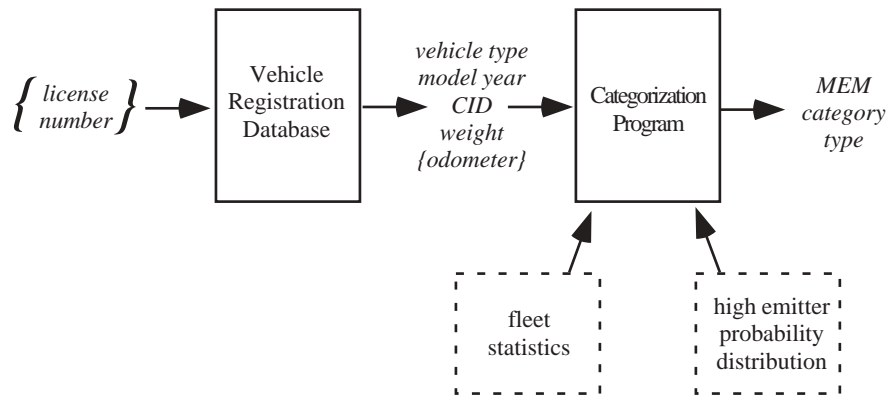 { license
number }
Vehicle
Registration
Database
vehicle type
model year
CID
weight
{odometer}
Categorization
Program
MEM
category
type
fleet
statistics
high emitter
probability
distribution